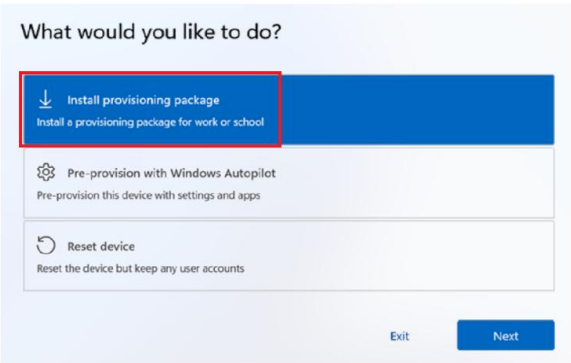 What would you like to do?
Install provisioning package
Install a provisioning package for work or school
Pre-provision with Windows Autopilot
Pre-provision this device with settings and apps
Reset device
Reset the device but keep any user accounts
Exit
Next